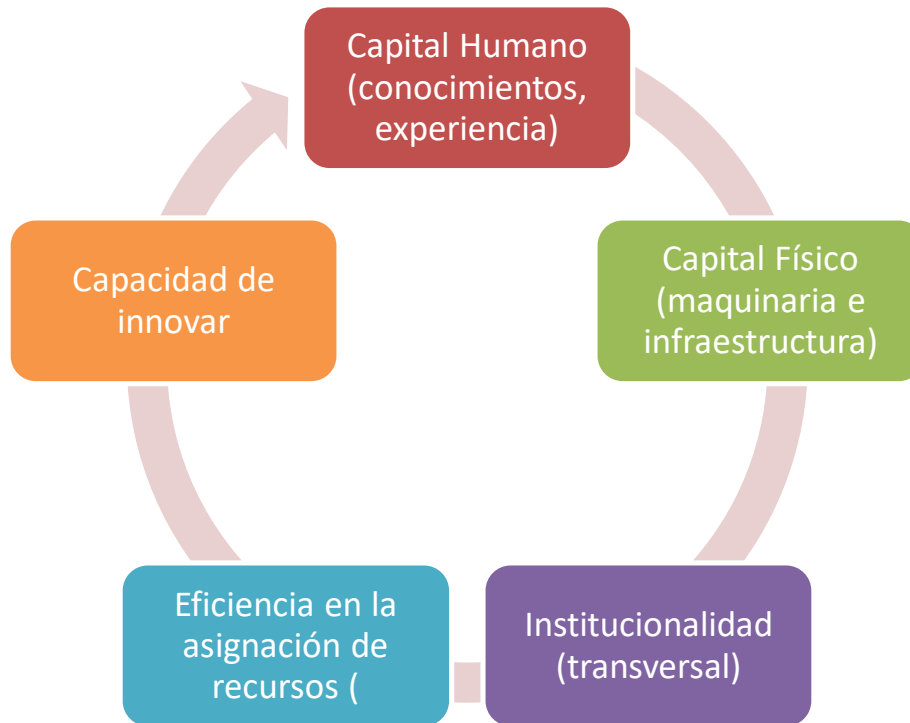 Capital Humano
(conocimientos,
experiencia)
Capital Físico
(maquinaria e
infraestructura)
Institucionalidad
(transversal)
Eficiencia en la
asignación de
recursos (
Capacidad de
innovar